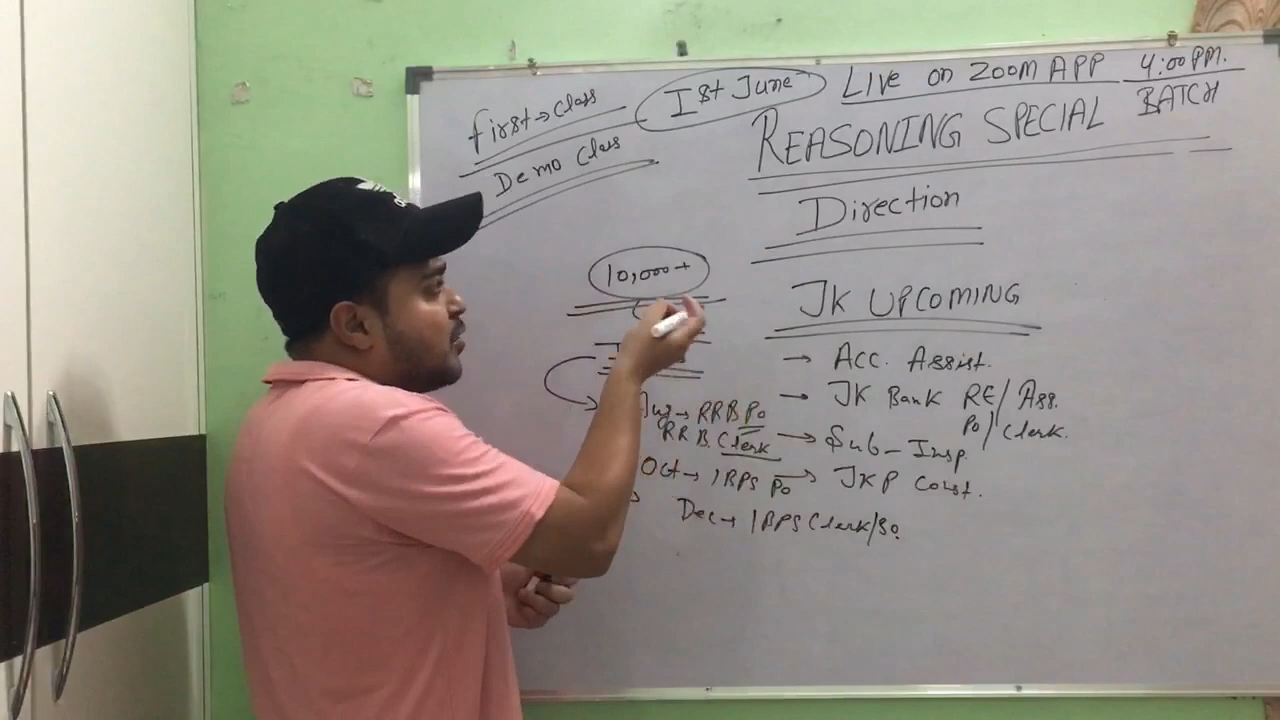 First → Class
Demo Class
1st June
LIVE on ZOOM APP
4:00 PM.
BATCH
REASONING SPECIAL
Direction
10,000+
JK UPCOMING
→ Acc. Assist.
→ JK Bank RE/Ass.
PO/Clerk.
→ Sub-Insp.
→ JKP Const.
→ RRB PO
RRB Clerk
Oct → IBPS PO
Dec → IBPS Clerk/SO